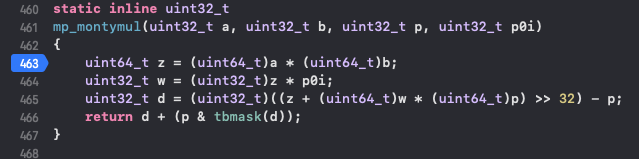 460 static inline uint32_t
461 mp_montymul(uint32_t a, uint32_t b, uint32_t p, uint32_t p0i)
462 {
463     uint64_t z = (uint64_t)a * (uint64_t)b;
464     uint32_t w = (uint32_t)z * p0i;
465     uint32_t d = (uint32_t)((z + (uint64_t)w * (uint64_t)p) >> 32) - p;
466     return d + (p & tbmask(d));
467 }
468